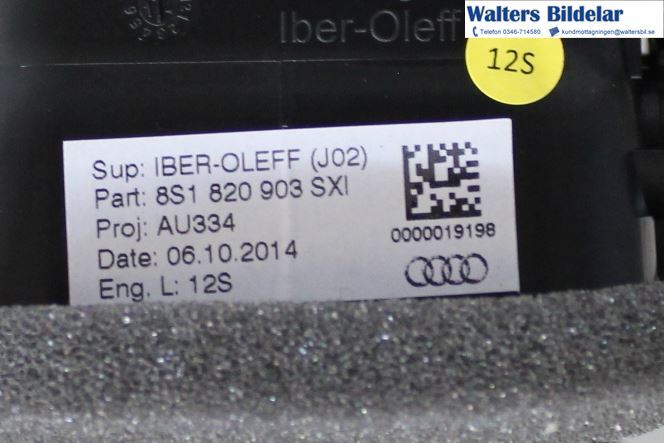 Walters Bildelar
Telefon 0346-714580 kundmottagningen@waltersbil.se
Iber-Oleff
12S
Sup: IBER-OLEFF (J02)
Part: 8S1 820 903 SXI
Proj: AU334
0000019198
Date: 06.10.2014
Eng. L: 12S